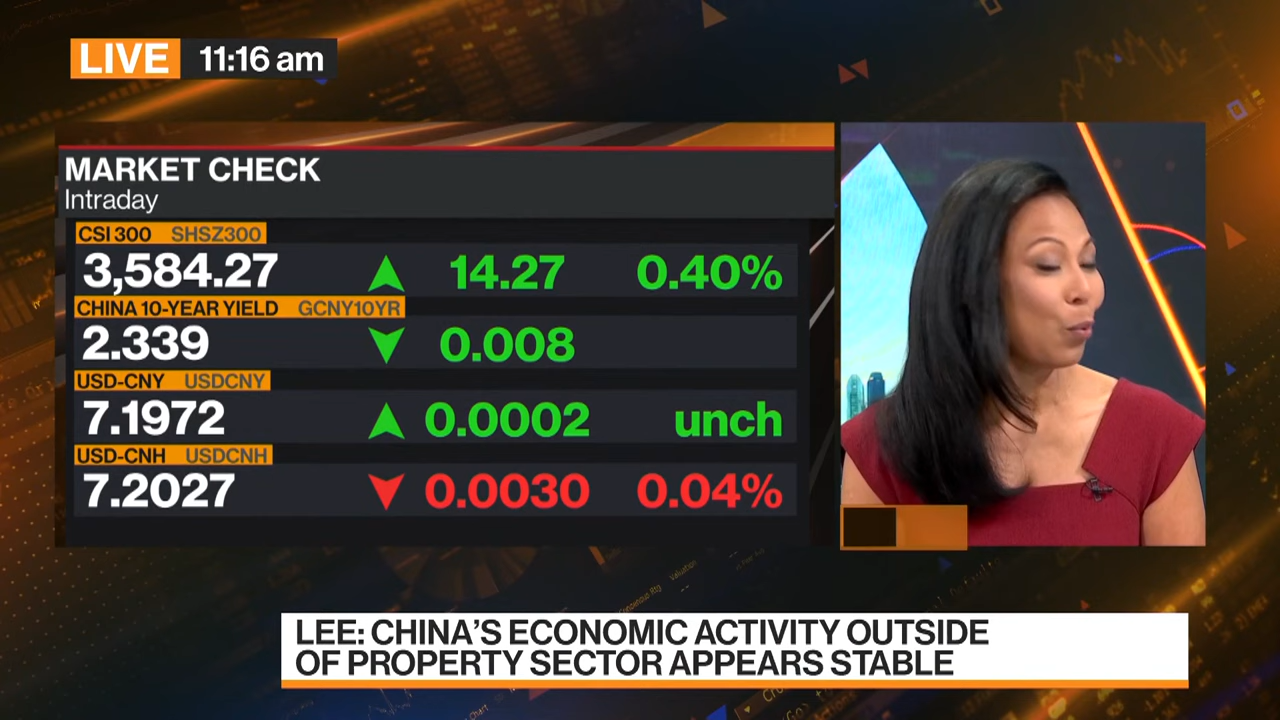 LIVE 11:16 am
MARKET CHECK
Intraday
CSI 300 SHSZ300
3,584.27 14.27 0.40%
CHINA 10-YEAR YIELD GCNY10YR
2.339 0.008
USD-CNY USDCNY
7.1972 0.0002 unch
USD-CNH USDCNH
7.2027 0.0030 0.04%
LEE: CHINA'S ECONOMIC ACTIVITY OUTSIDE
OF PROPERTY SECTOR APPEARS STABLE